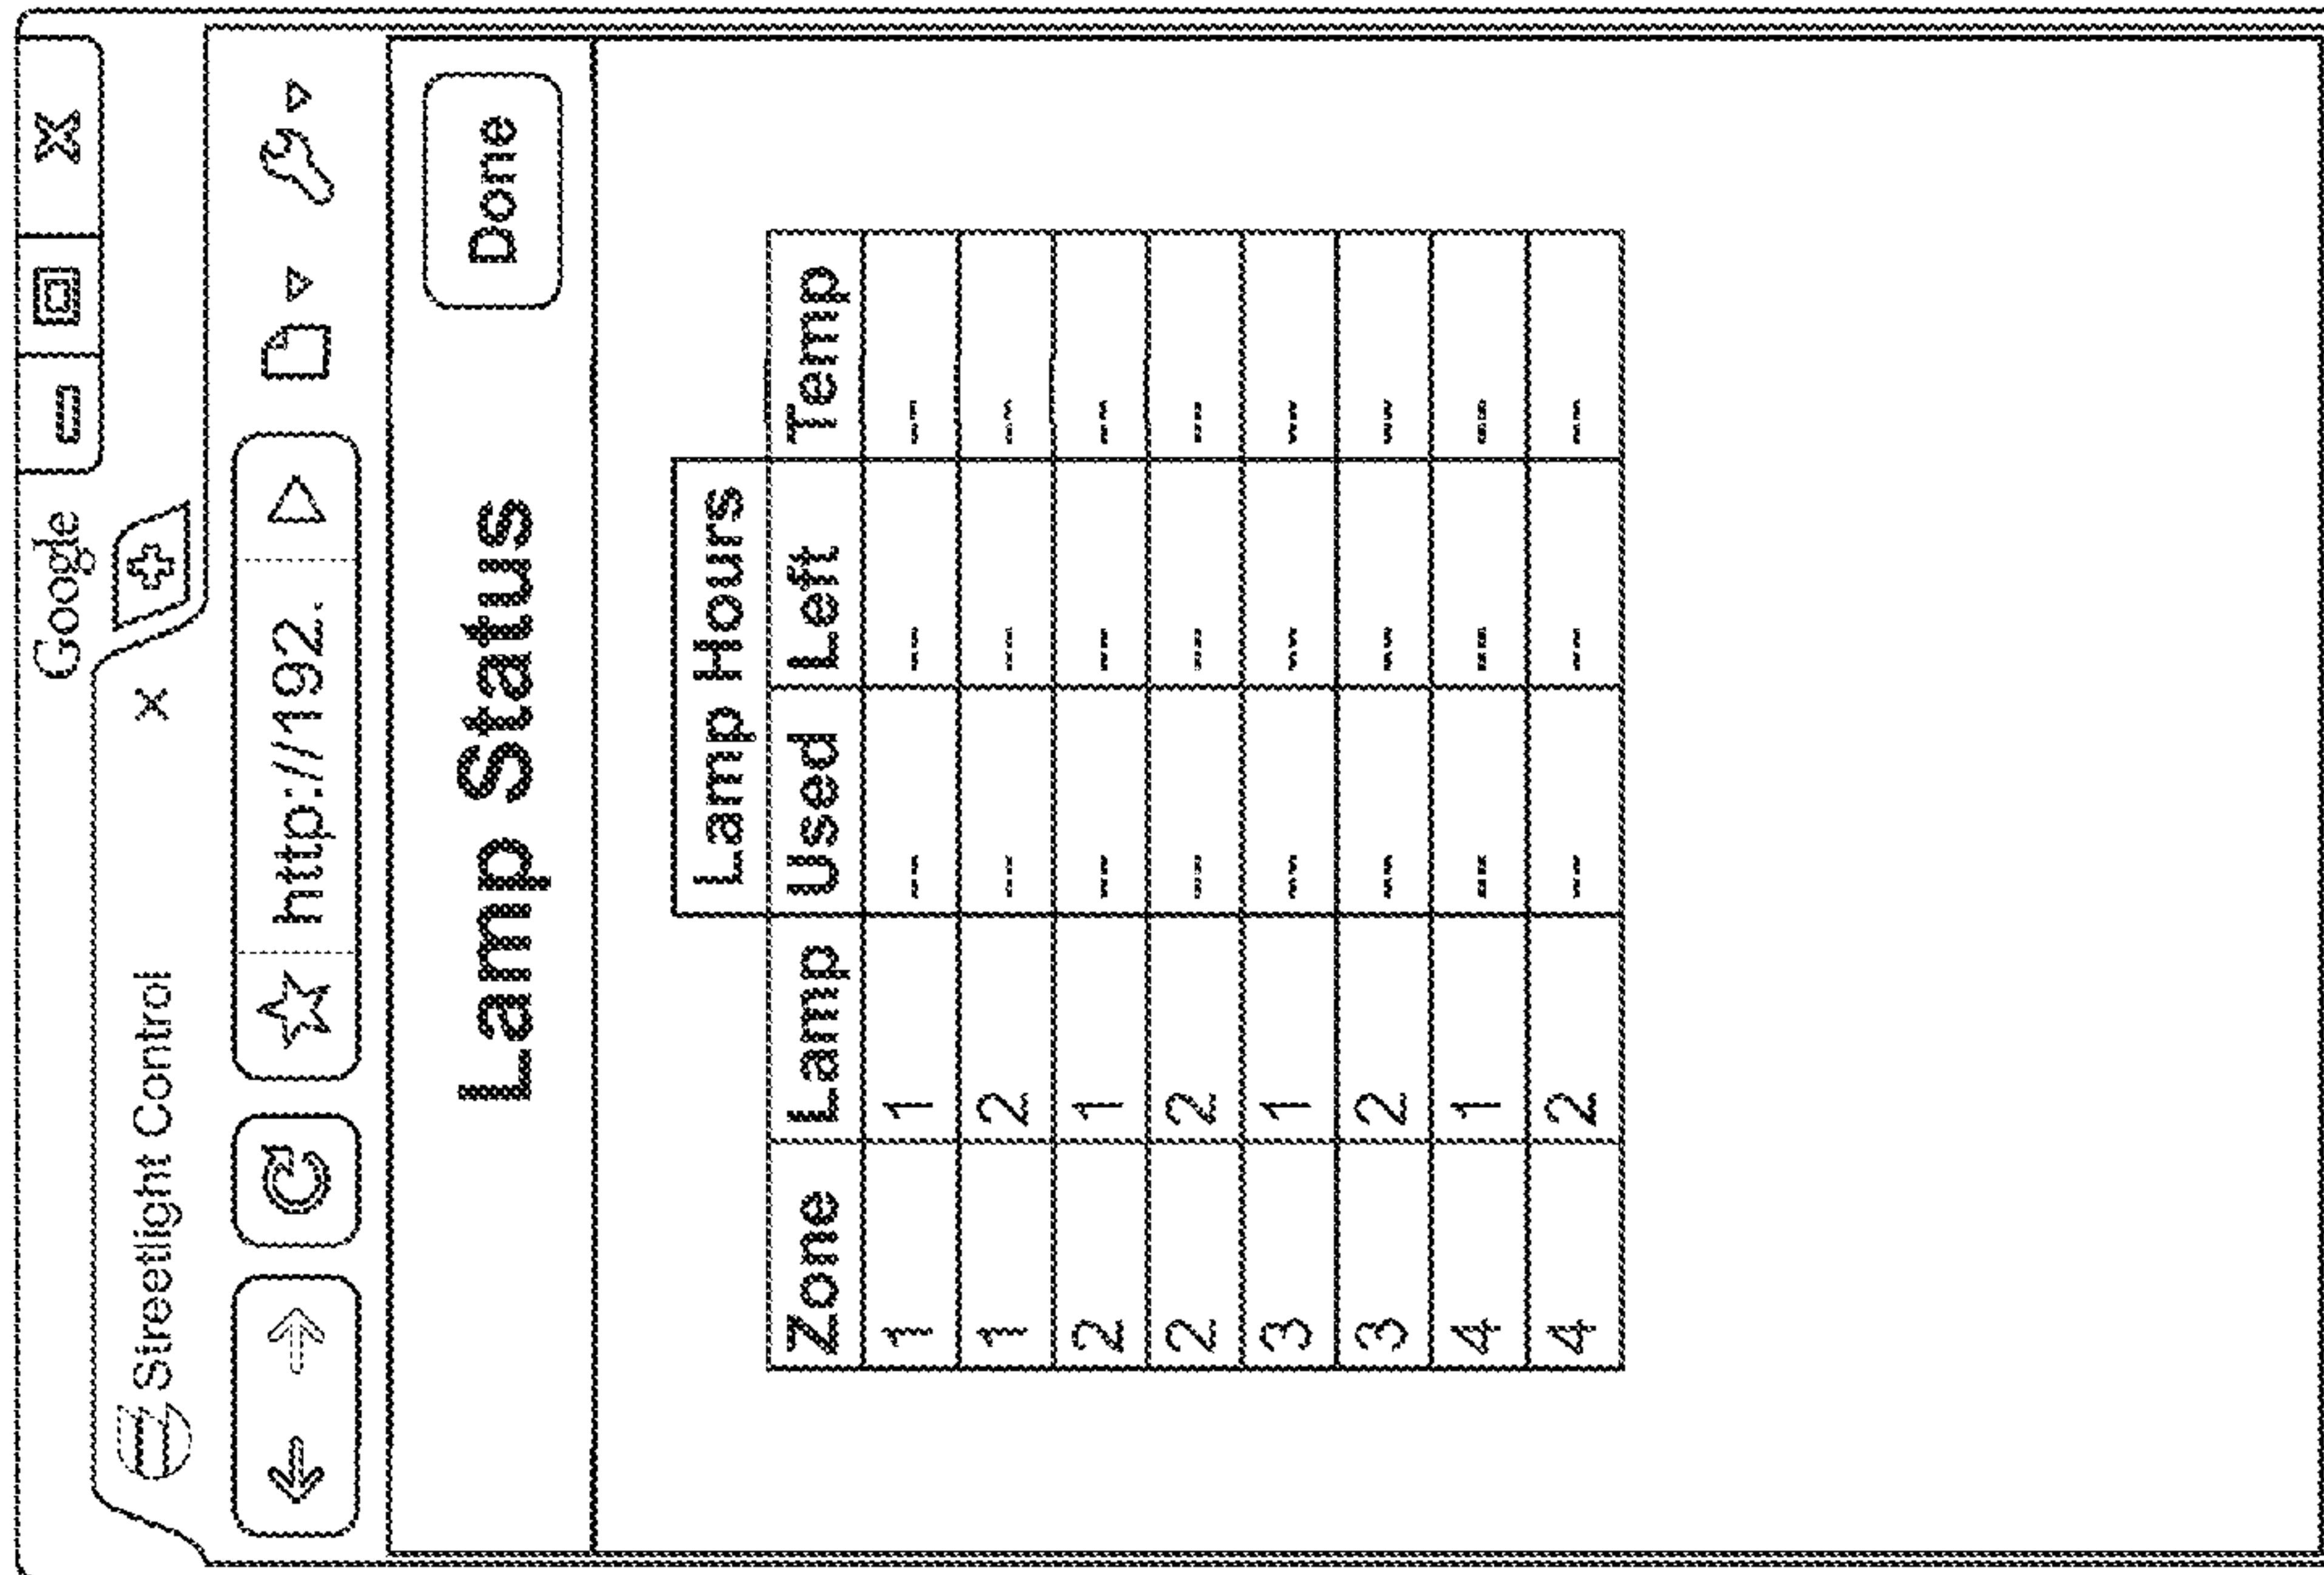 Google
Streetlight Control x
http://192.
Lamp Status Done
Lamp Hours
Zone Lamp Used Left Temp
1 1 -- -- --
1 2 -- -- --
2 1 -- -- --
2 2 -- -- --
3 1 -- -- --
3 2 -- -- --
4 1 -- -- --
4 2 -- -- --